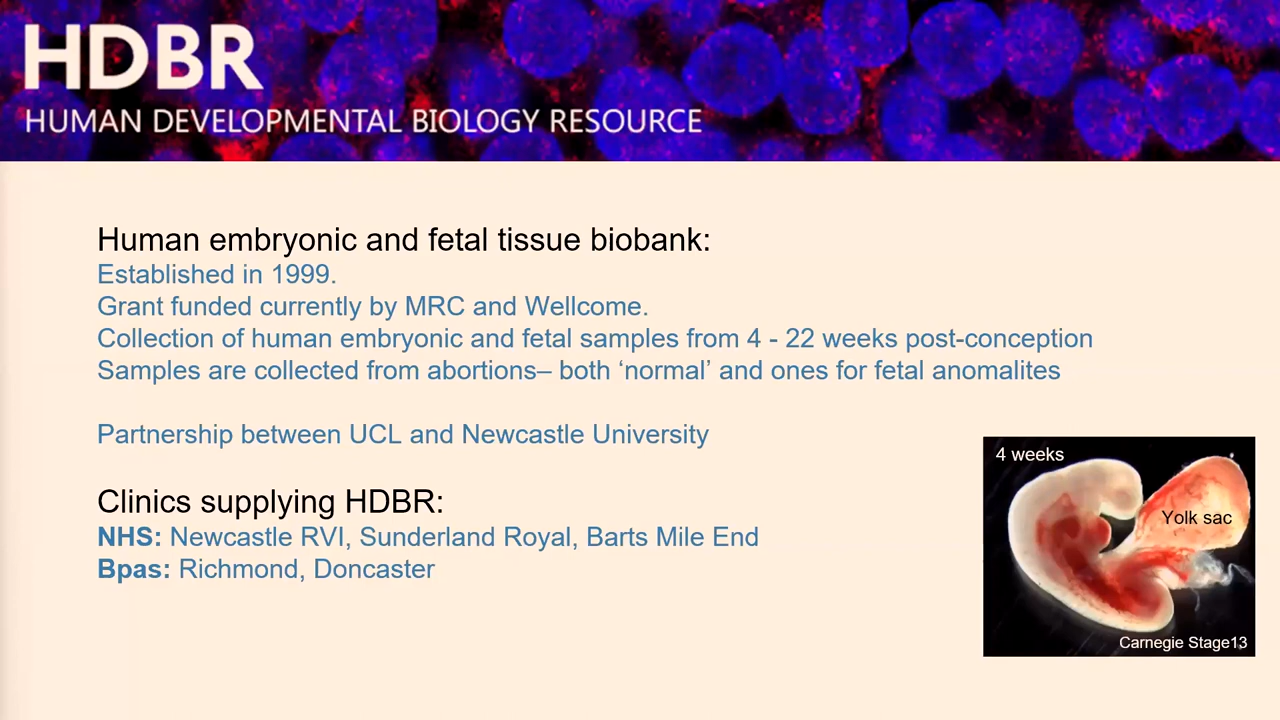 HDBR
HUMAN DEVELOPMENTAL BIOLOGY RESOURCE
Human embryonic and fetal tissue biobank:
Established in 1999.
Grant funded currently by MRC and Wellcome.
Collection of human embryonic and fetal samples from 4 - 22 weeks post-conception
Samples are collected from abortions– both ‘normal’ and ones for fetal anomalites
Partnership between UCL and Newcastle University
Clinics supplying HDBR:
NHS: Newcastle RVI, Sunderland Royal, Barts Mile End
Bpas: Richmond, Doncaster
4 weeks
Yolk sac
Carnegie Stage13